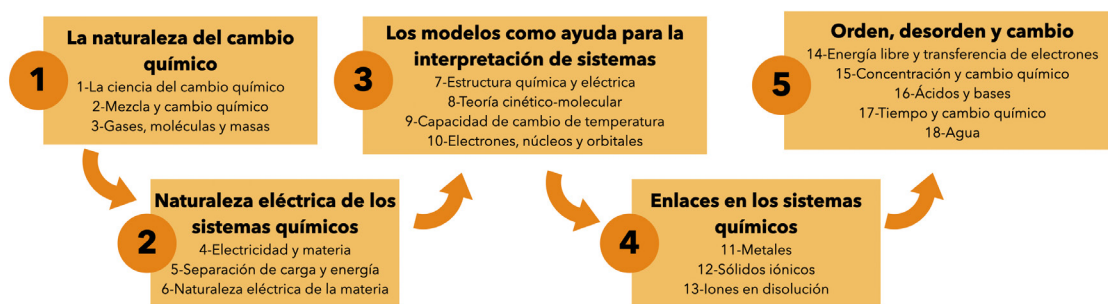 1
La naturaleza del cambio
químico
1-La ciencia del cambio químico
2-Mezcla y cambio químico
3-Gases, moléculas y masas
2
Naturaleza eléctrica de los
sistemas químicos
4-Electricidad y materia
5-Separación de carga y energía
6-Naturaleza eléctrica de la materia
3
Los modelos como ayuda para la
interpretación de sistemas
7-Estructura química y eléctrica
8-Teoría cinético-molecular
9-Capacidad de cambio de temperatura
10-Electrones, núcleos y orbitales
4
Enlaces en los sistemas
químicos
11-Metales
12-Sólidos iónicos
13-Iones en disolución
5
Orden, desorden y cambio
14-Energía libre y transferencia de electrones
15-Concentración y cambio químico
16-Ácidos y bases
17-Tiempo y cambio químico
18-Agua